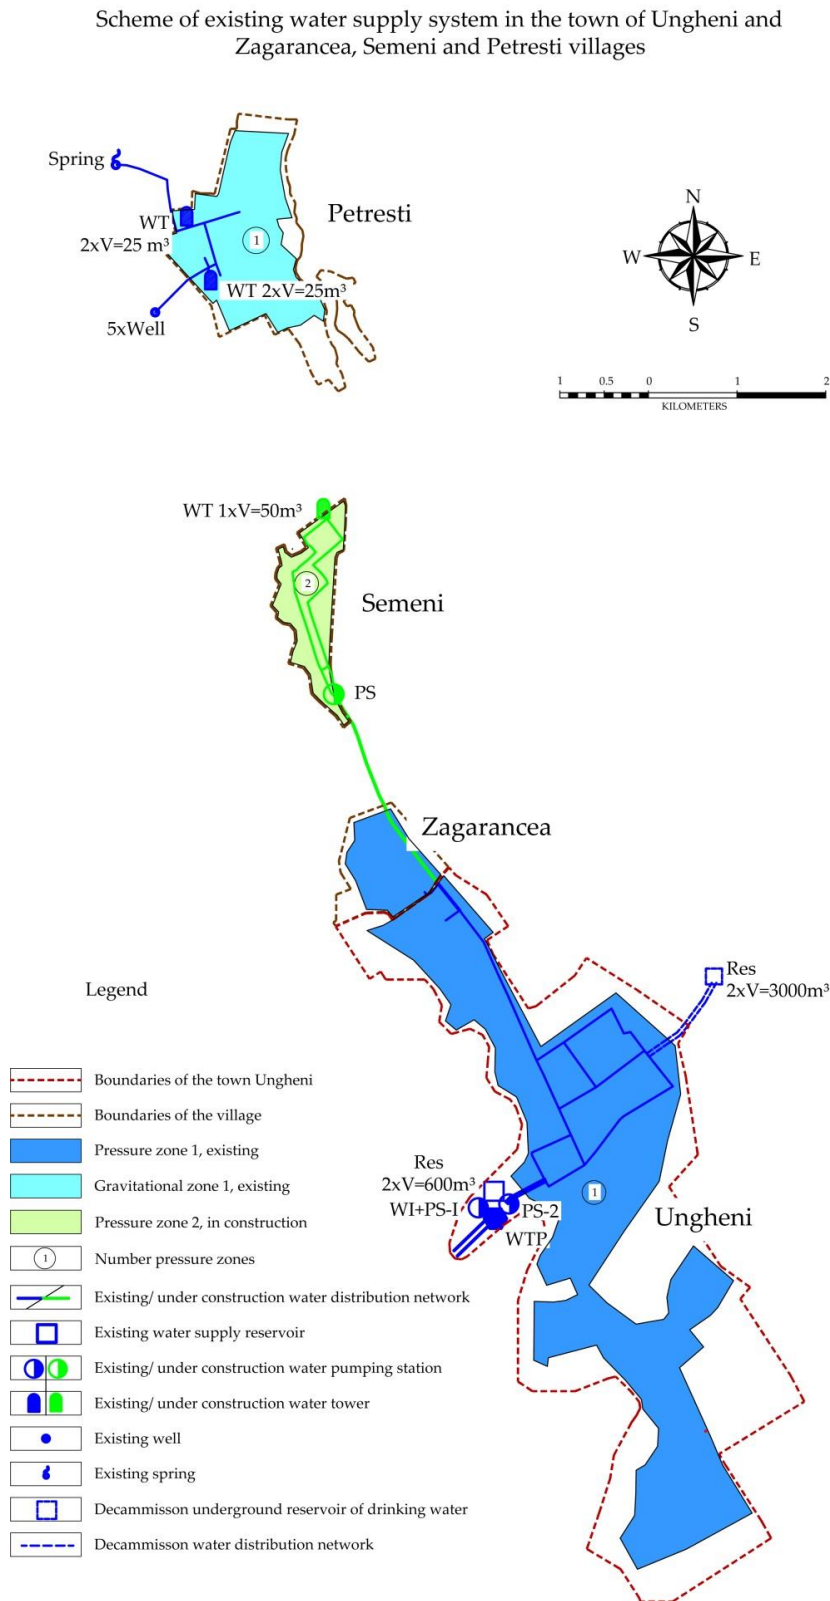 Scheme of existing water supply system in the town of Ungheni and
Zagarancea, Semeni and Petresti villages
Spring
WT
2xV=25 m³
1
Petresti
WT 2xV=25m³
5xWell
N
W
E
S
1 0.5 0 1 2
KILOMETERS
WT 1xV=50m³
2
Semeni
PS
Zagarancea
Res
2xV=3000m³
Res
2xV=600m³
WI+PS-I
PS-2
WTP
1
Ungheni
Legend
Boundaries of the town Ungheni
Boundaries of the village
Pressure zone 1, existing
Gravitational zone 1, existing
Pressure zone 2, in construction
1 Number pressure zones
Existing/ under construction water distribution network
Existing water supply reservoir
Existing/ under construction water pumping station
Existing/ under construction water tower
Existing well
Existing spring
Decammisson underground reservoir of drinking water
Decammisson water distribution network